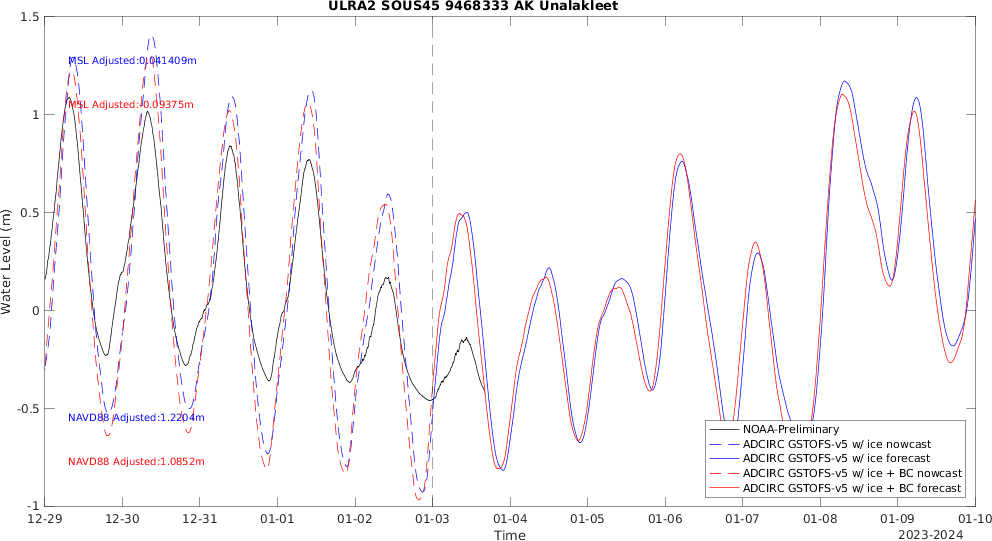 ULRA2 SOUS45 9468333 AK Unalakleet
1.5
1
0.5
0
-0.5
-1
Water Level (m)
MSL Adjusted:0.041409m
MSL Adjusted:-0.09375m
NAVD88 Adjusted:1.2204m
NAVD88 Adjusted:1.0852m
NOAA-Preliminary
ADCIRC GSTOFS-v5 w/ ice nowcast
ADCIRC GSTOFS-v5 w/ ice forecast
ADCIRC GSTOFS-v5 w/ ice + BC nowcast
ADCIRC GSTOFS-v5 w/ ice + BC forecast
12-29 12-30 12-31 01-01 01-02 01-03 01-04 01-05 01-06 01-07 01-08 01-09 01-10
Time
2023-2024